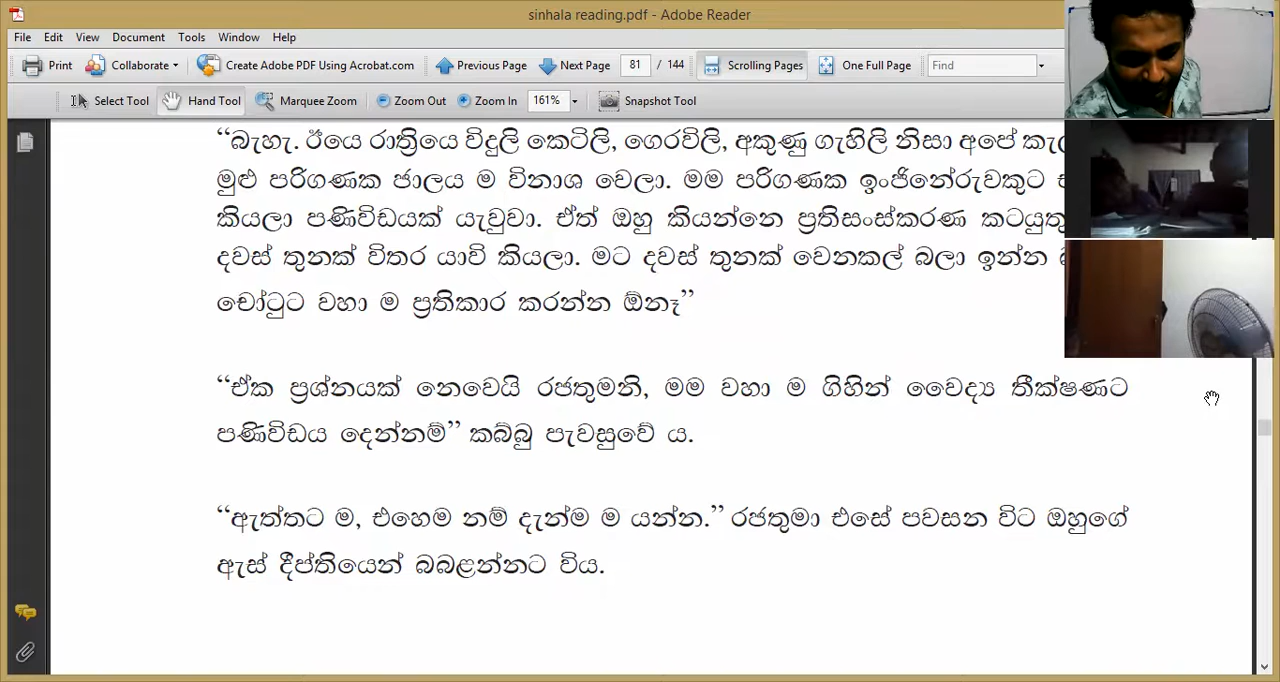 sinhala reading.pdf - Adobe Reader
File Edit View Document Tools Window Help
Print Collaborate Create Adobe PDF Using Acrobat.com Previous Page Next Page 81 / 144 Scrolling Pages One Full Page Find
Select Tool Hand Tool Marquee Zoom Zoom Out Zoom In 161% Snapshot Tool
“බැහැ. ඊයෙ රාත්‍රියෙ විදුලි කෙටිලි, ගෙරවිලි, අකුණු ගැහිලි නිසා අපේ
මුළු පරිගණක ජාලය ම විනාශ වෙලා. මම පරිගණක ඉංජිනේරුවකුට
කියලා පණිවිඩයක් යැවුවා. ඒත් ඔහු කියන්නෙ ප්‍රතිසංස්කරණ
දවස් තුනක් විතර යාවි කියලා. මට දවස් තුනක් වෙනකල් බලා ඉන්න
චෝටුට වහා ම ප්‍රතිකාර කරන්න ඕනෑ”
“ඒක ප්‍රශ්නයක් නෙවෙයි රජතුමනි, මම වහා ම ගිහින් වෛද්‍ය තීක්ෂණට
පණිවිඩය දෙන්නම්” කබ්බු පැවසුවේ ය.
“ඇත්තට ම, එහෙම නම් දැන්ම ම යන්න.” රජතුමා එසේ පවසන විට ඔහුගේ
ඇස් දීප්තියෙන් බබළන්නට විය.